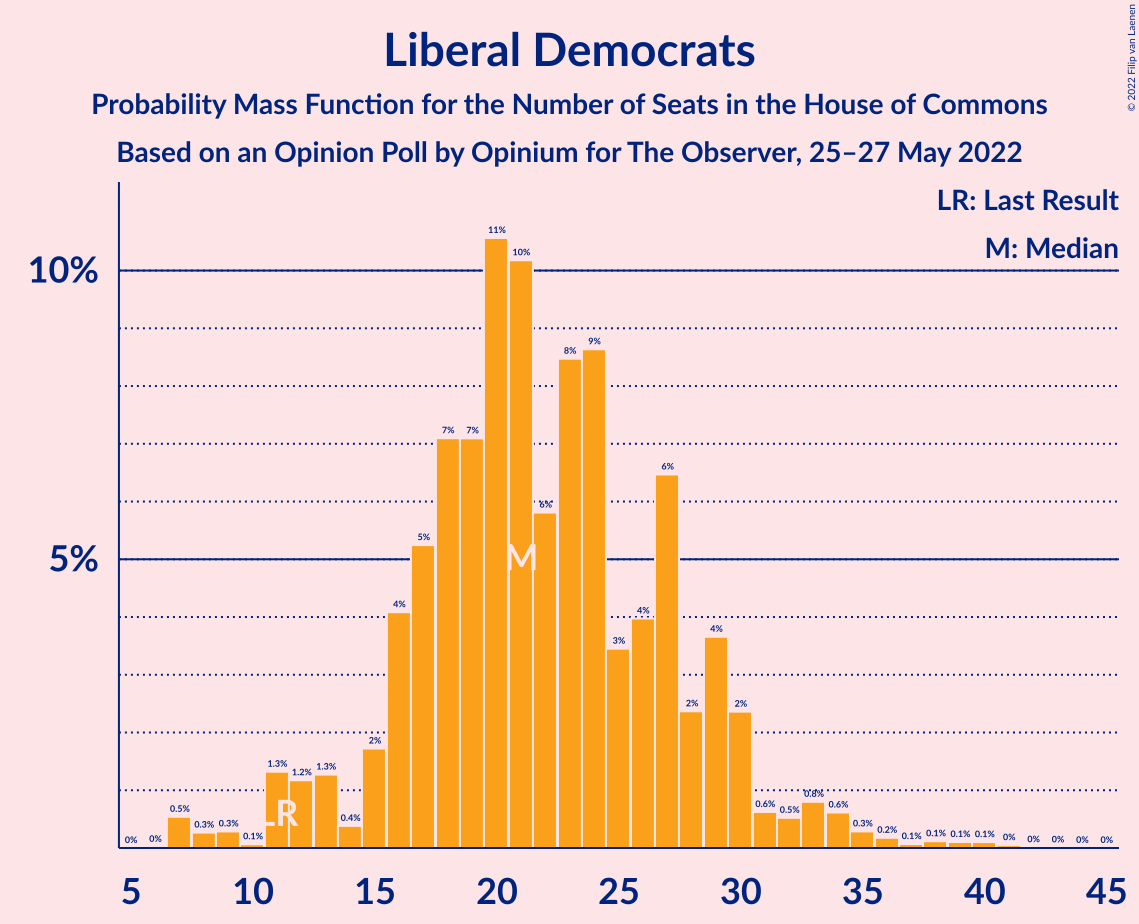 Liberal Democrats
Probability Mass Function for the Number of Seats in the House of Commons
Based on an Opinion Poll by Opinium for The Observer, 25–27 May 2022
© 2022 Filip van Laenen
LR: Last Result
M: Median
10%
5%
0% 0% 0.5% 0.3% 0.3% 0.1% 1.3% 1.2% 1.3% 0.4% 2% 4% 5% 7% 7% 11% 10% 6% 8% 9% 3% 4% 6% 2% 4% 2% 0.6% 0.5% 0.8% 0.6% 0.3% 0.2% 0.1% 0.1% 0.1% 0.1% 0% 0% 0% 0% 0%
M
LR
5 10 15 20 25 30 35 40 45